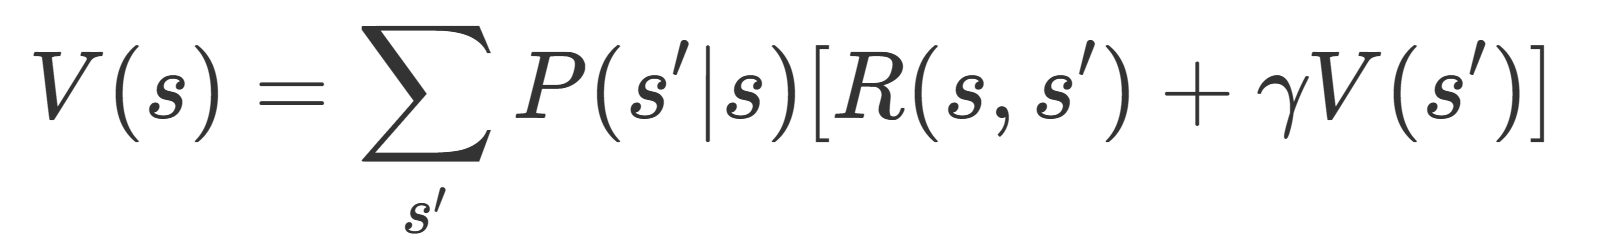 V(s) = ∑_{s′} P(s′|s)[R(s, s′) + γV(s′)]